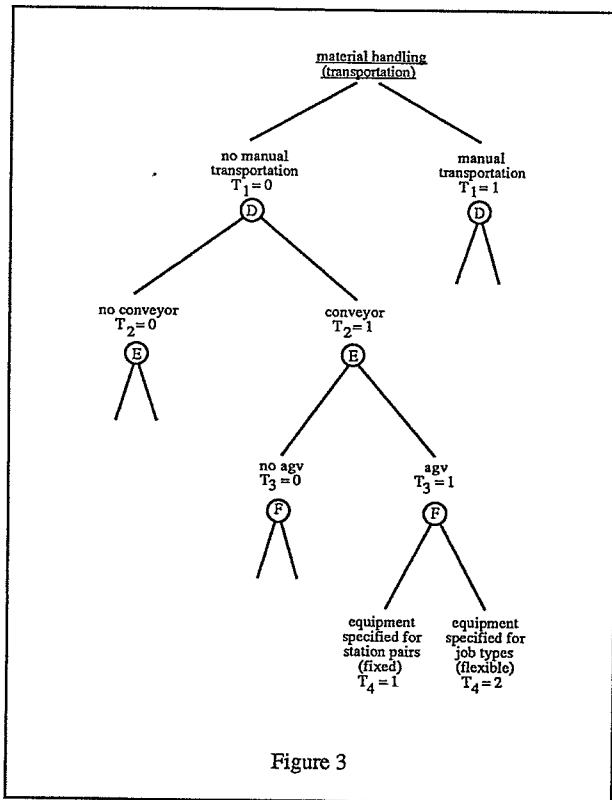 material handling
(transportation)
no manual
transportation
T1=0
D
manual
transportation
T1=1
D
no conveyor
T2=0
E
conveyor
T2=1
E
no agv
T3=0
F
agv
T3=1
F
equipment
specified for
station pairs
(fixed)
T4=1
equipment
specified for
job types
(flexible)
T4=2
Figure 3